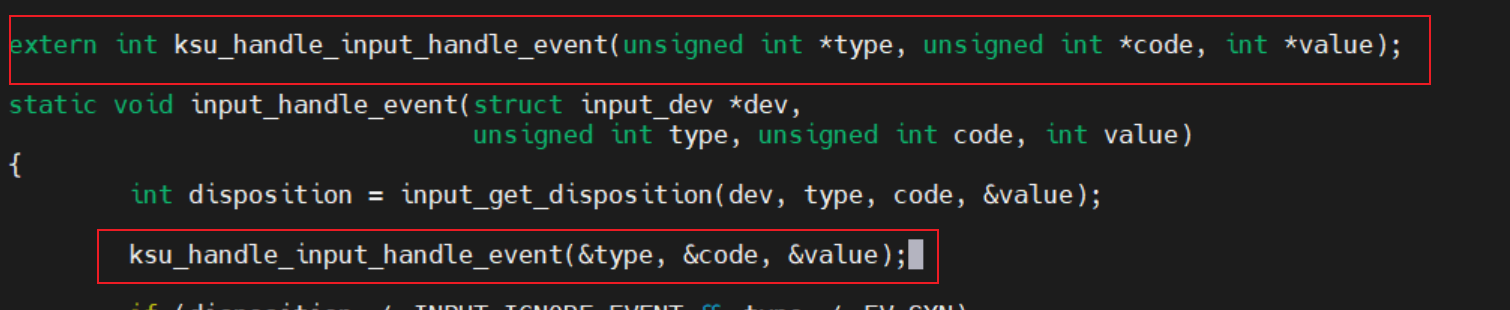 extern int ksu_handle_input_handle_event(unsigned int *type, unsigned int *code, int *value);
static void input_handle_event(struct input_dev *dev,
unsigned int type, unsigned int code, int value)
{
int disposition = input_get_disposition(dev, type, code, &value);
ksu_handle_input_handle_event(&type, &code, &value);